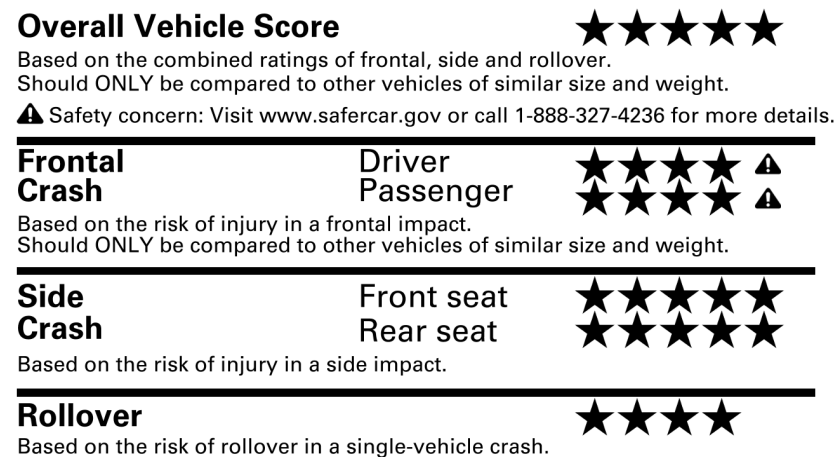 Overall Vehicle Score ★★★★★
Based on the combined ratings of frontal, side and rollover.
Should ONLY be compared to other vehicles of similar size and weight.
⚠ Safety concern: Visit www.safercar.gov or call 1-888-327-4236 for more details.
Frontal Driver ★★★★ ⚠
Crash Passenger ★★★★ ⚠
Based on the risk of injury in a frontal impact.
Should ONLY be compared to other vehicles of similar size and weight.
Side Front seat ★★★★★
Crash Rear seat ★★★★★
Based on the risk of injury in a side impact.
Rollover ★★★★
Based on the risk of rollover in a single-vehicle crash.